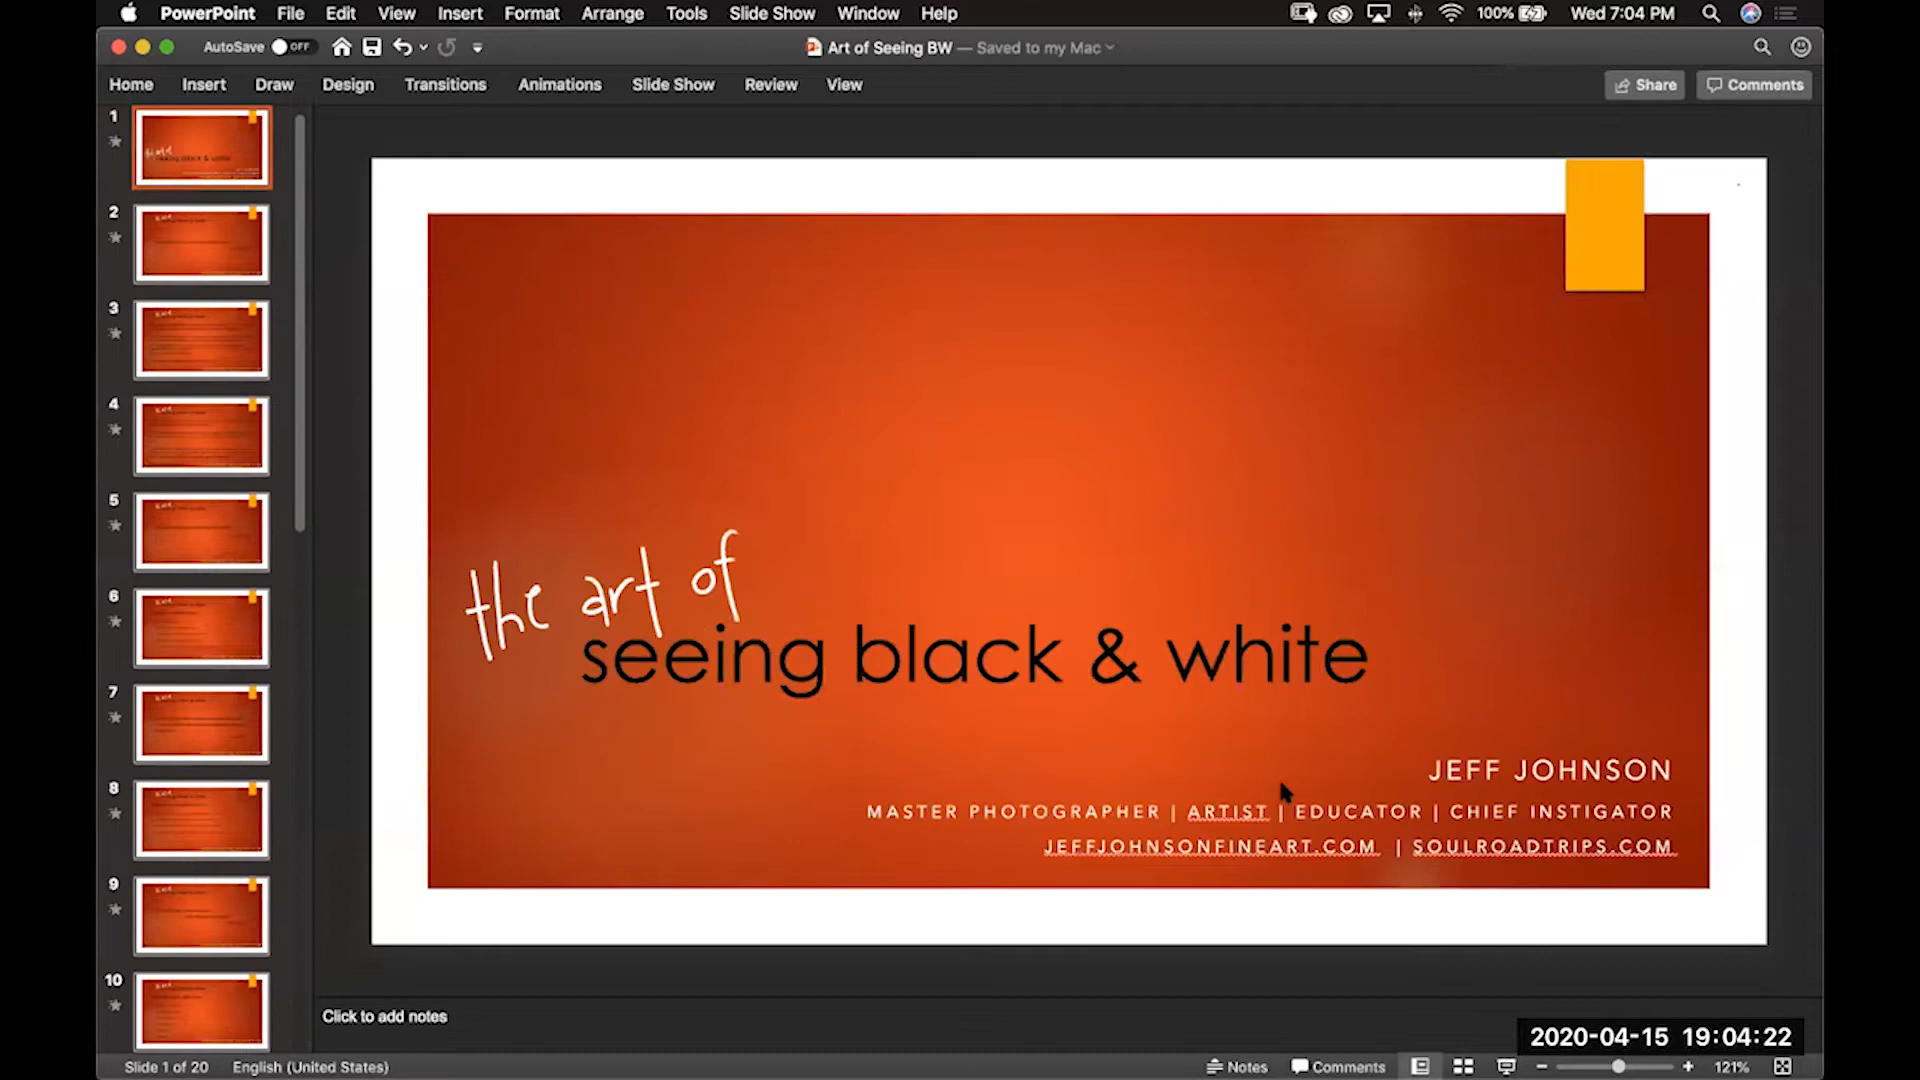 PowerPoint File Edit View Insert Format Arrange Tools Slide Show Window Help 100% Wed 7:04 PM
AutoSave OFF Art of Seeing BW — Saved to my Mac
Home Insert Draw Design Transitions Animations Slide Show Review View Share Comments
1
2
3
4
5
6
7
8
9
10
the art of
seeing black & white
JEFF JOHNSON
MASTER PHOTOGRAPHER | ARTIST | EDUCATOR | CHIEF INSTIGATOR
JEFFJOHNSONFINEART.COM | SOULROADTRIPS.COM
Click to add notes
2020-04-15 19:04:22
Slide 1 of 20 English (United States) Notes Comments 121%